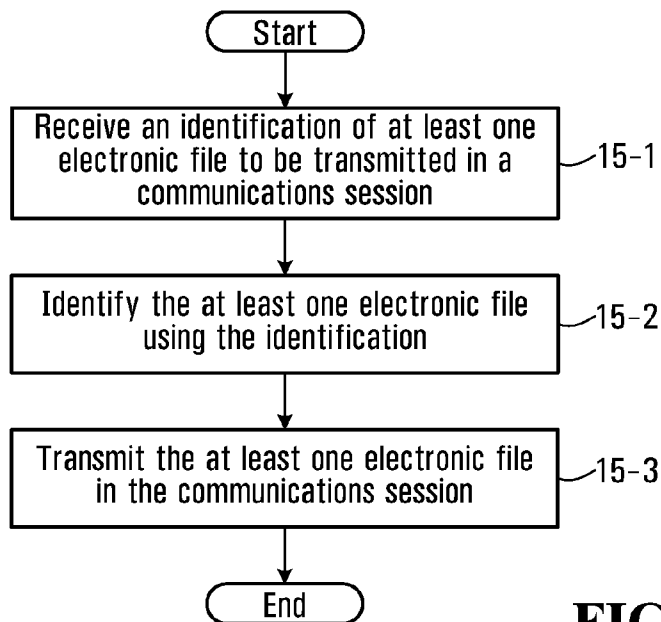 Start
Receive an identification of at least one
electronic file to be transmitted in a
communications session
15-1
Identify the at least one electronic file
using the identification
15-2
Transmit the at least one electronic file
in the communications session
15-3
End